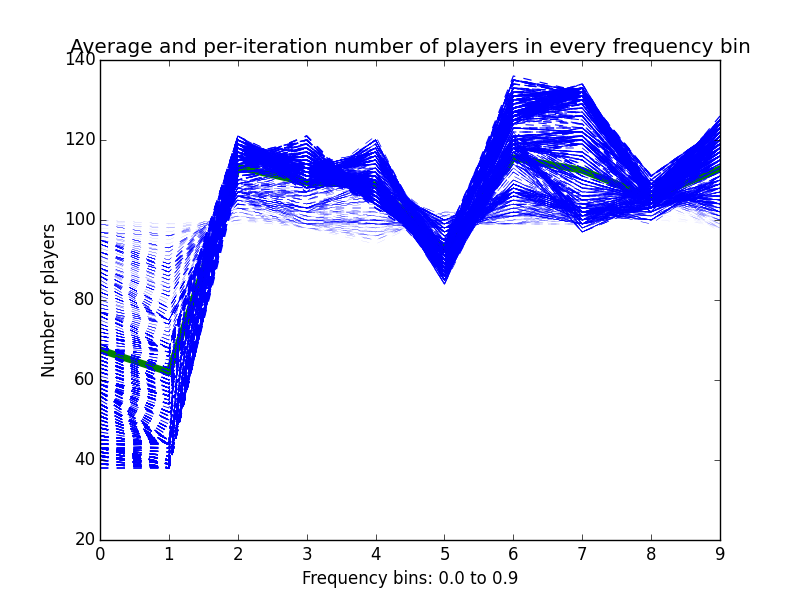 Average and per-iteration number of players in every frequency bin
140
120
100
80
60
40
20
Number of players
0 1 2 3 4 5 6 7 8 9
Frequency bins: 0.0 to 0.9